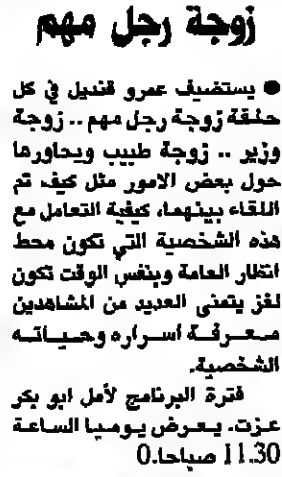 زوجة رجل مهم
● يستضيف عمرو قنديل في كل
حلقة زوجة رجل مهم .. زوجة
وزير .. زوجة طبيب ويحاورها
حول بعض الامور مثل كيف تم
اللقاء بينهما، كيفية التعامل مع
هذه الشخصية التي تكون محط
انظار العامة وبنفس الوقت تكون
لغز يتمنى العديد من المشاهدين
معرفة اسراره وحياته
الشخصية.
فترة البرنامج لأمل ابو بكر
عزت. يعرض يوميا الساعة
11.30 صباحا.0